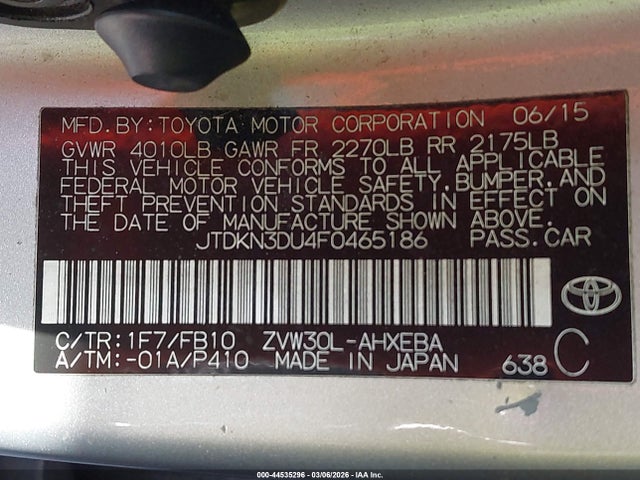 MFD.BY:TOYOTA MOTOR CORPORATION 06/15
GVWR 4010LB GAWR FR 2270LB RR 2175LB
THIS VEHICLE CONFORMS TO ALL APPLICABLE
FEDERAL MOTOR VEHICLE SAFETY,BUMPER,AND
THEFT PREVENTION STANDARDS IN EFFECT ON
THE DATE OF MANUFACTURE SHOWN ABOVE.
JTDKN3DU4F0465186 PASS.CAR
C/TR:1F7/FB10 ZVW30L-AHXEBA C
A/TM:-01A/P410 MADE IN JAPAN 638
000-44535296 - 03/06/2026 - IAA Inc.